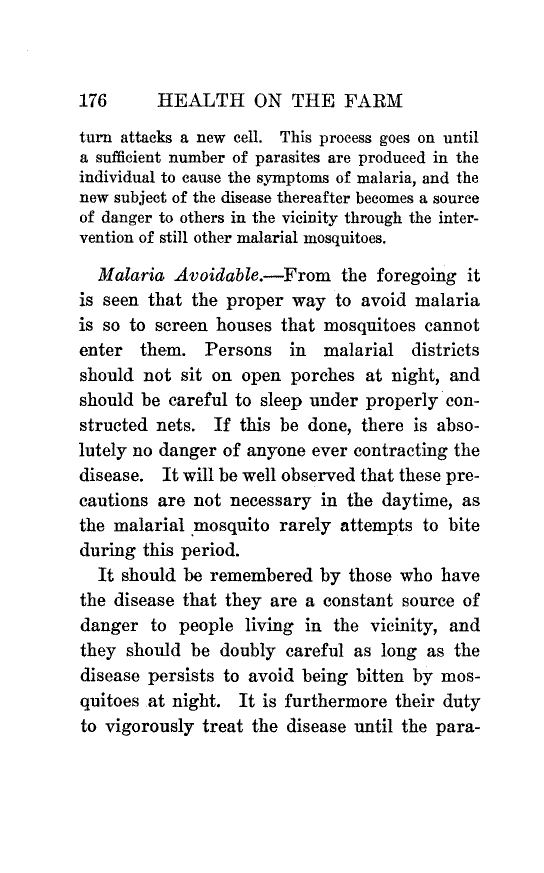 176 HEALTH ON THE FARM
turn attacks a new cell. This process goes on until
a sufficient number of parasites are produced in the
individual to cause the symptoms of malaria, and the
new subject of the disease thereafter becomes a source
of danger to others in the vicinity through the inter-
vention of still other malarial mosquitoes.
Malaria Avoidable.—From the foregoing it
is seen that the proper way to avoid malaria
is so to screen houses that mosquitoes cannot
enter them. Persons in malarial districts
should not sit on open porches at night, and
should be careful to sleep under properly con-
structed nets. If this be done, there is abso-
lutely no danger of anyone ever contracting the
disease. It will be well observed that these pre-
cautions are not necessary in the daytime, as
the malarial mosquito rarely attempts to bite
during this period.
It should be remembered by those who have
the disease that they are a constant source of
danger to people living in the vicinity, and
they should be doubly careful as long as the
disease persists to avoid being bitten by mos-
quitoes at night. It is furthermore their duty
to vigorously treat the disease until the para-